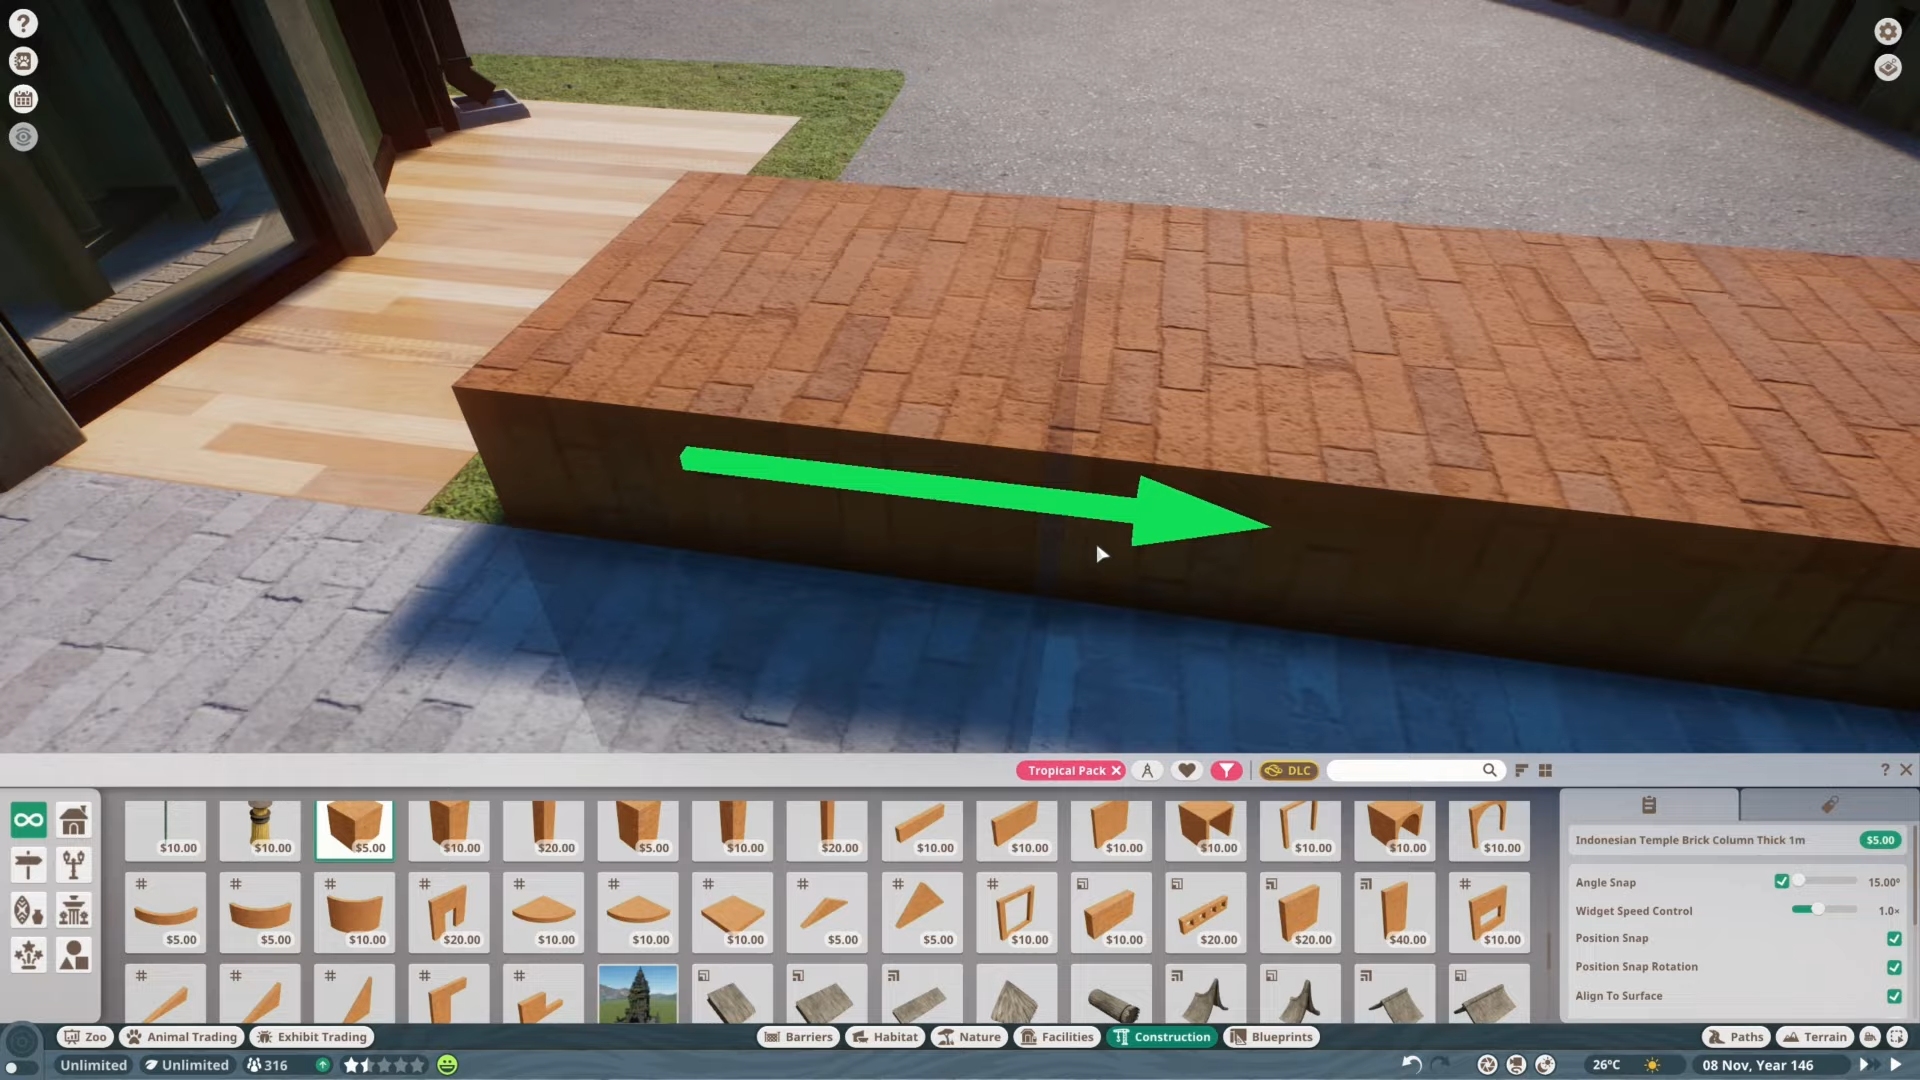 Tropical Pack
DLC
$10.00 $10.00 $5.00 $10.00 $20.00 $5.00 $10.00 $20.00 $10.00 $10.00 $10.00 $10.00 $10.00 $10.00 $10.00
$5.00 $5.00 $10.00 $20.00 $10.00 $10.00 $10.00 $5.00 $5.00 $10.00 $10.00 $20.00 $20.00 $40.00 $10.00
Indonesian Temple Brick Column Thick 1m $5.00
Angle Snap 15.00°
Widget Speed Control 1.0×
Position Snap
Position Snap Rotation
Align To Surface
Zoo Animal Trading Exhibit Trading Barriers Habitat Nature Facilities Construction Blueprints Paths Terrain
Unlimited Unlimited 316 26°C 08 Nov, Year 146